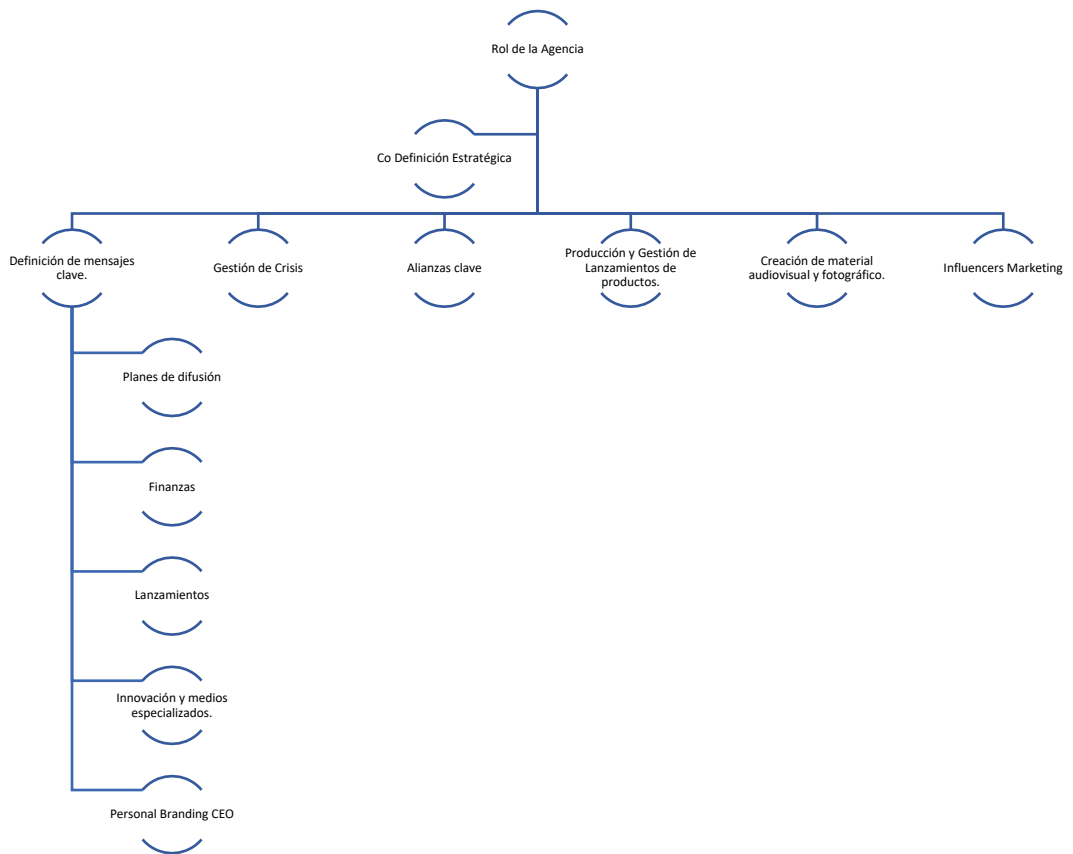 Rol de la Agencia
Co Definición Estratégica
Definición de mensajes
clave.
Gestión de Crisis
Alianzas clave
Producción y Gestión de
Lanzamientos de
productos.
Creación de material
audiovisual y fotográfico.
Influencers Marketing
Planes de difusión
Finanzas
Lanzamientos
Innovación y medios
especializados.
Personal Branding CEO